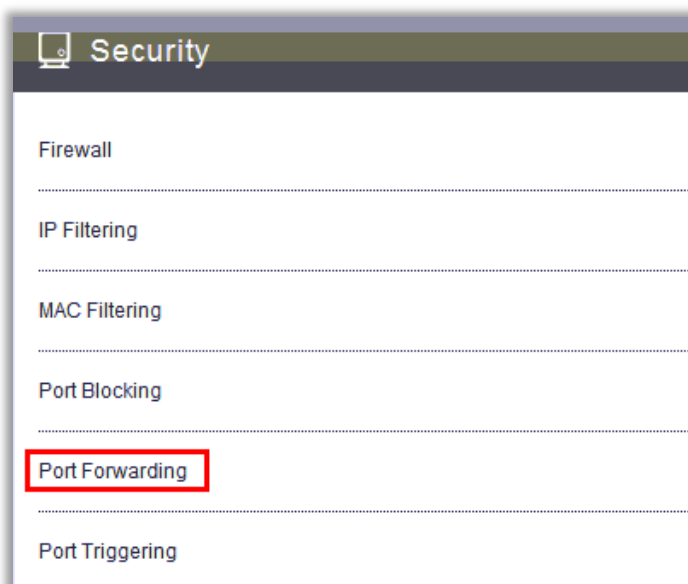 Security
Firewall
IP Filtering
MAC Filtering
Port Blocking
Port Forwarding
Port Triggering